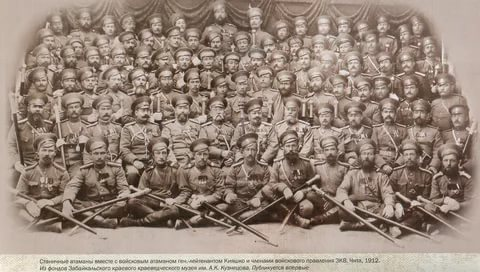 Станичные атаманы вместе с войсковым атаманом ген.-лейтенантом Кияшко и членами войскового правления ЗКВ, Чита, 1912.
Из фондов Забайкальского краевого краеведческого музея им. А.К. Кузнецова. Публикуется впервые